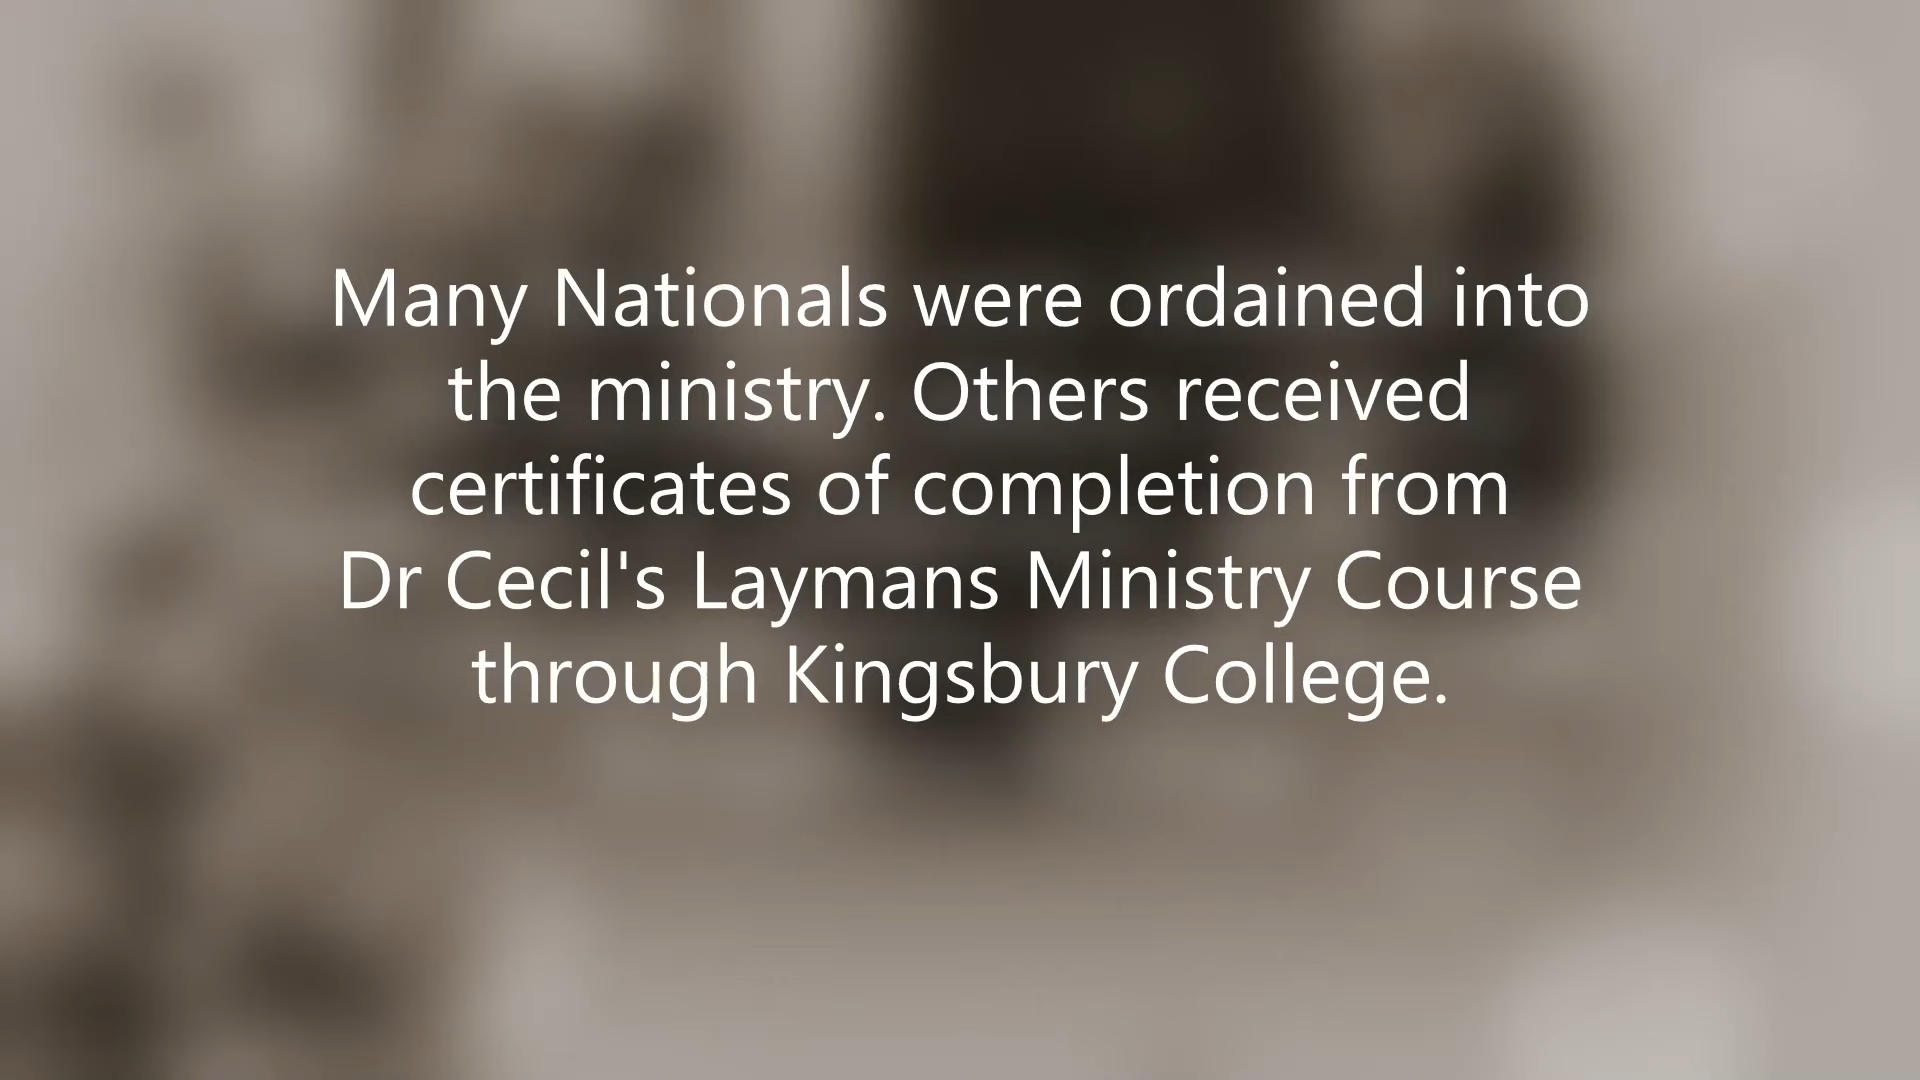 Many Nationals were ordained into
the ministry. Others received
certificates of completion from
Dr Cecil's Laymans Ministry Course
through Kingsbury College.